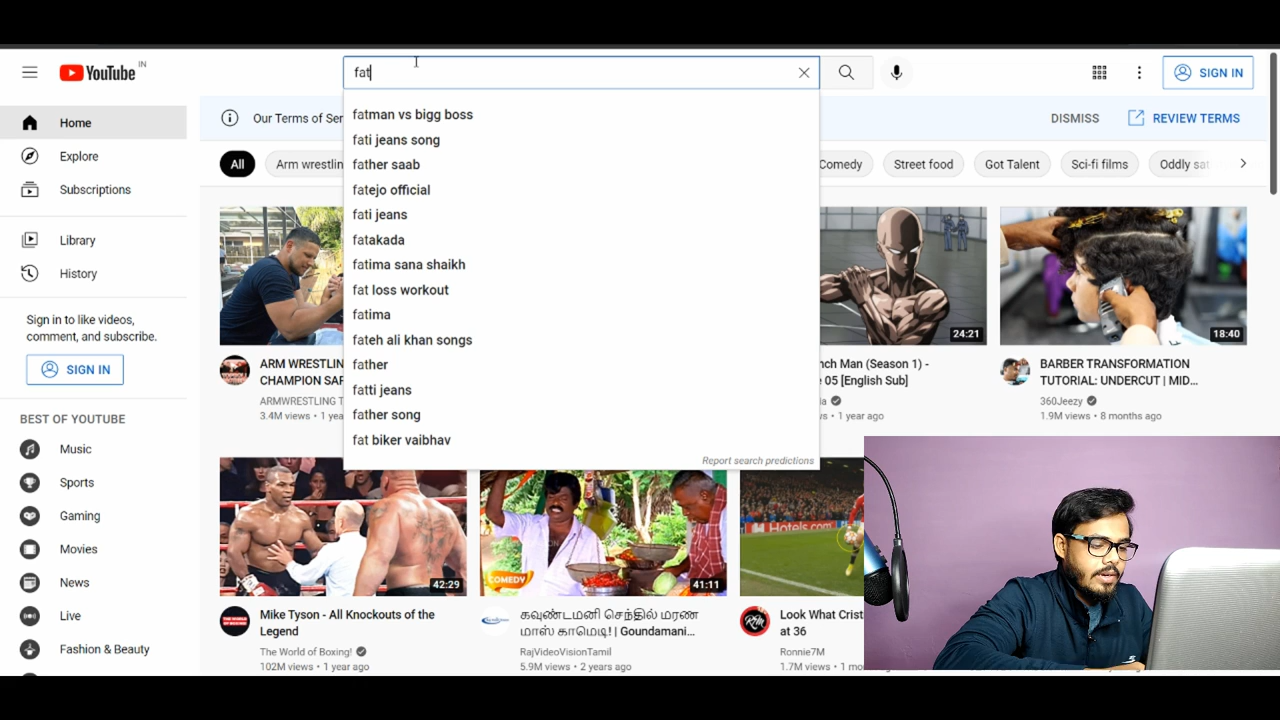 YouTube IN
fat
SIGN IN
Home
Explore
Subscriptions
Library
History
Sign in to like videos,
comment, and subscribe.
SIGN IN
BEST OF YOUTUBE
Music
Sports
Gaming
Movies
News
Live
Fashion & Beauty
Our Terms of Ser
DISMISS
REVIEW TERMS
All
Arm wrestlin
Comedy
Street food
Got Talent
Sci-fi films
Oddly sat
fatman vs bigg boss
fati jeans song
father saab
fatejo official
fati jeans
fatakada
fatima sana shaikh
fat loss workout
fatima
fateh ali khan songs
father
fatti jeans
father song
fat biker vaibhav
Report search predictions
ARM WRESTLING
CHAMPION SAR
ARMWRESTLING T
3.4M views • 1 yea
24:21
nch Man (Season 1) -
e 05 [English Sub]
ia
vs • 1 year ago
18:40
BARBER TRANSFORMATION
TUTORIAL: UNDERCUT | MID...
360Jeezy
1.9M views • 8 months ago
42:29
Mike Tyson - All Knockouts of the
Legend
The World of Boxing!
102M views • 1 year ago
COMEDY
41:11
கவுண்டமணி செந்தில் மரண
மாஸ் காமெடி! | Goundamani...
RajVideoVisionTamil
5.9M views • 2 years ago
Hotels.com
Look What Crist
at 36
Ronnie7M
1.7M views • 1 mo